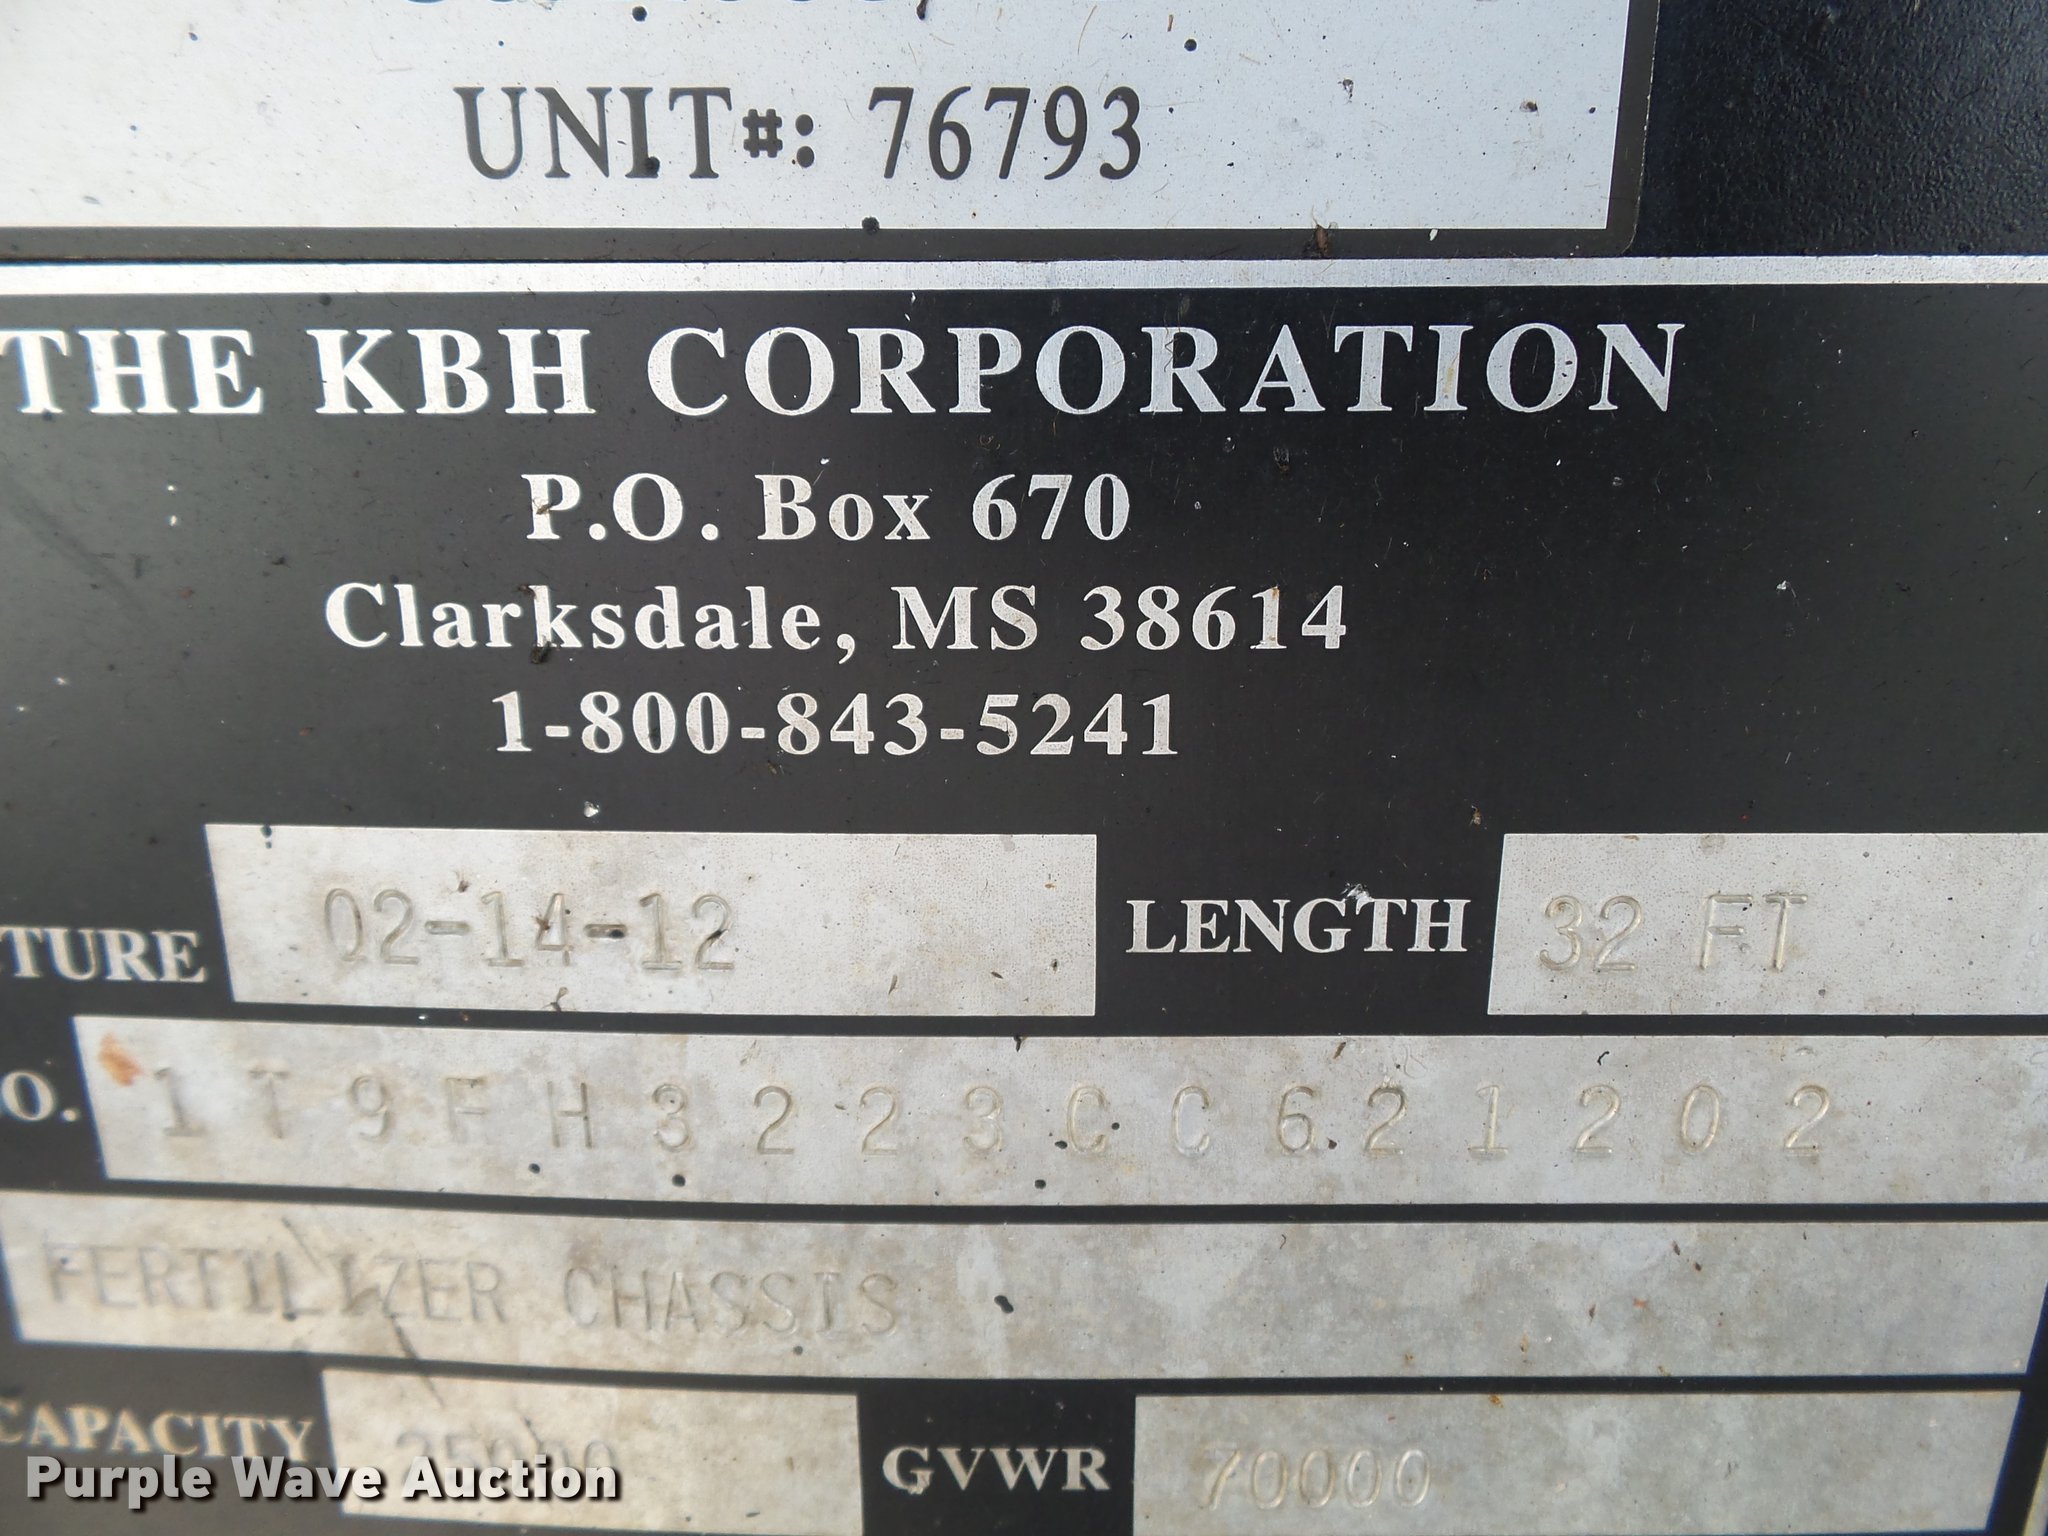 UNIT#: 76793
THE KBH CORPORATION
P.O. Box 670
Clarksdale, MS 38614
1-800-843-5241
TURE 02-14-12 LENGTH 32 FT
O. 1T9FH3223CC621202
FERTILIZER CHASSIS
CAPACITY 35000 GVWR 70000
Purple Wave Auction